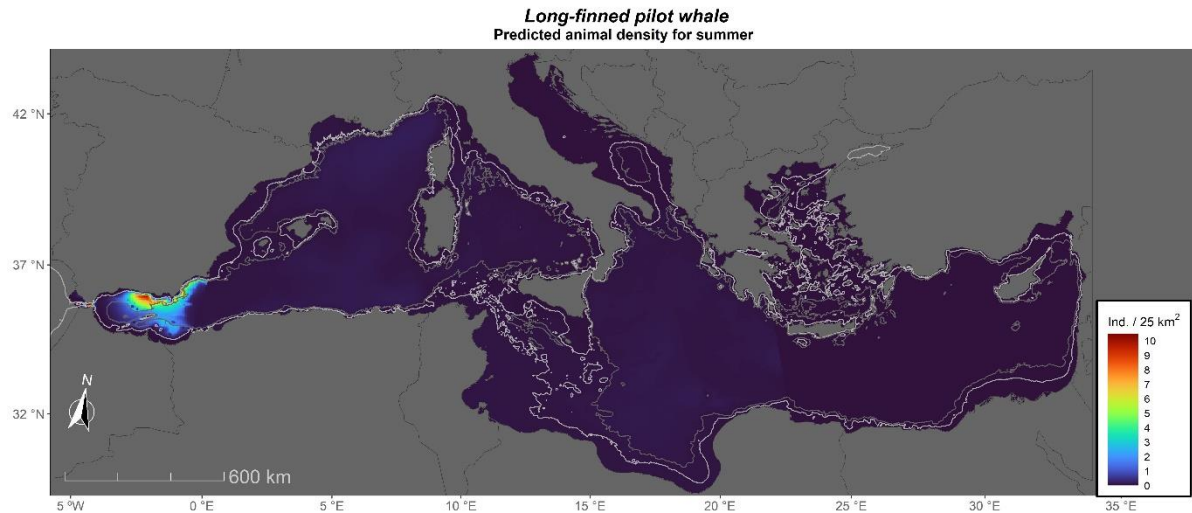 Long-finned pilot whale
Predicted animal density for summer
42 °N
37 °N
32 °N
N
600 km
Ind. / 25 km²
10
9
8
7
6
5
4
3
2
1
0
5 °W
0 °E
5 °E
10 °E
15 °E
20 °E
25 °E
30 °E
35 °E